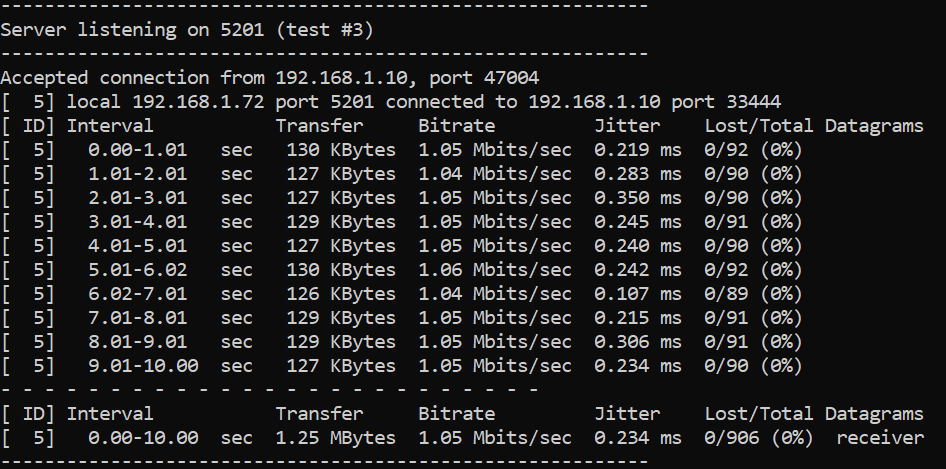 -----------------------------------------------------------
Server listening on 5201 (test #3)
-----------------------------------------------------------
Accepted connection from 192.168.1.10, port 47004
[  5] local 192.168.1.72 port 5201 connected to 192.168.1.10 port 33444
[ ID] Interval           Transfer     Bitrate         Jitter    Lost/Total Datagrams
[  5]   0.00-1.01   sec   130 KBytes  1.05 Mbits/sec  0.219 ms  0/92 (0%)
[  5]   1.01-2.01   sec   127 KBytes  1.04 Mbits/sec  0.283 ms  0/90 (0%)
[  5]   2.01-3.01   sec   127 KBytes  1.05 Mbits/sec  0.350 ms  0/90 (0%)
[  5]   3.01-4.01   sec   129 KBytes  1.05 Mbits/sec  0.245 ms  0/91 (0%)
[  5]   4.01-5.01   sec   127 KBytes  1.05 Mbits/sec  0.240 ms  0/90 (0%)
[  5]   5.01-6.02   sec   130 KBytes  1.06 Mbits/sec  0.242 ms  0/92 (0%)
[  5]   6.02-7.01   sec   126 KBytes  1.04 Mbits/sec  0.107 ms  0/89 (0%)
[  5]   7.01-8.01   sec   129 KBytes  1.05 Mbits/sec  0.215 ms  0/91 (0%)
[  5]   8.01-9.01   sec   129 KBytes  1.05 Mbits/sec  0.306 ms  0/91 (0%)
[  5]   9.01-10.00  sec   127 KBytes  1.05 Mbits/sec  0.234 ms  0/90 (0%)
- - - - - - - - - - - - - - - - - - - - - - - - -
[ ID] Interval           Transfer     Bitrate         Jitter    Lost/Total Datagrams
[  5]   0.00-10.00  sec  1.25 MBytes  1.05 Mbits/sec  0.234 ms  0/906 (0%)  receiver
-----------------------------------------------------------